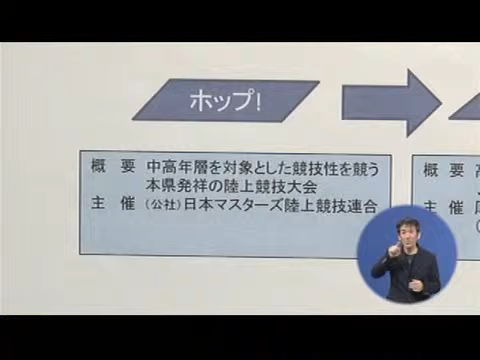 ホップ!
概 要 中高年層を対象とした競技性を競う
本県発祥の陸上競技大会
主 催 (公社)日本マスターズ陸上競技連合
概 要 高
主 催
(